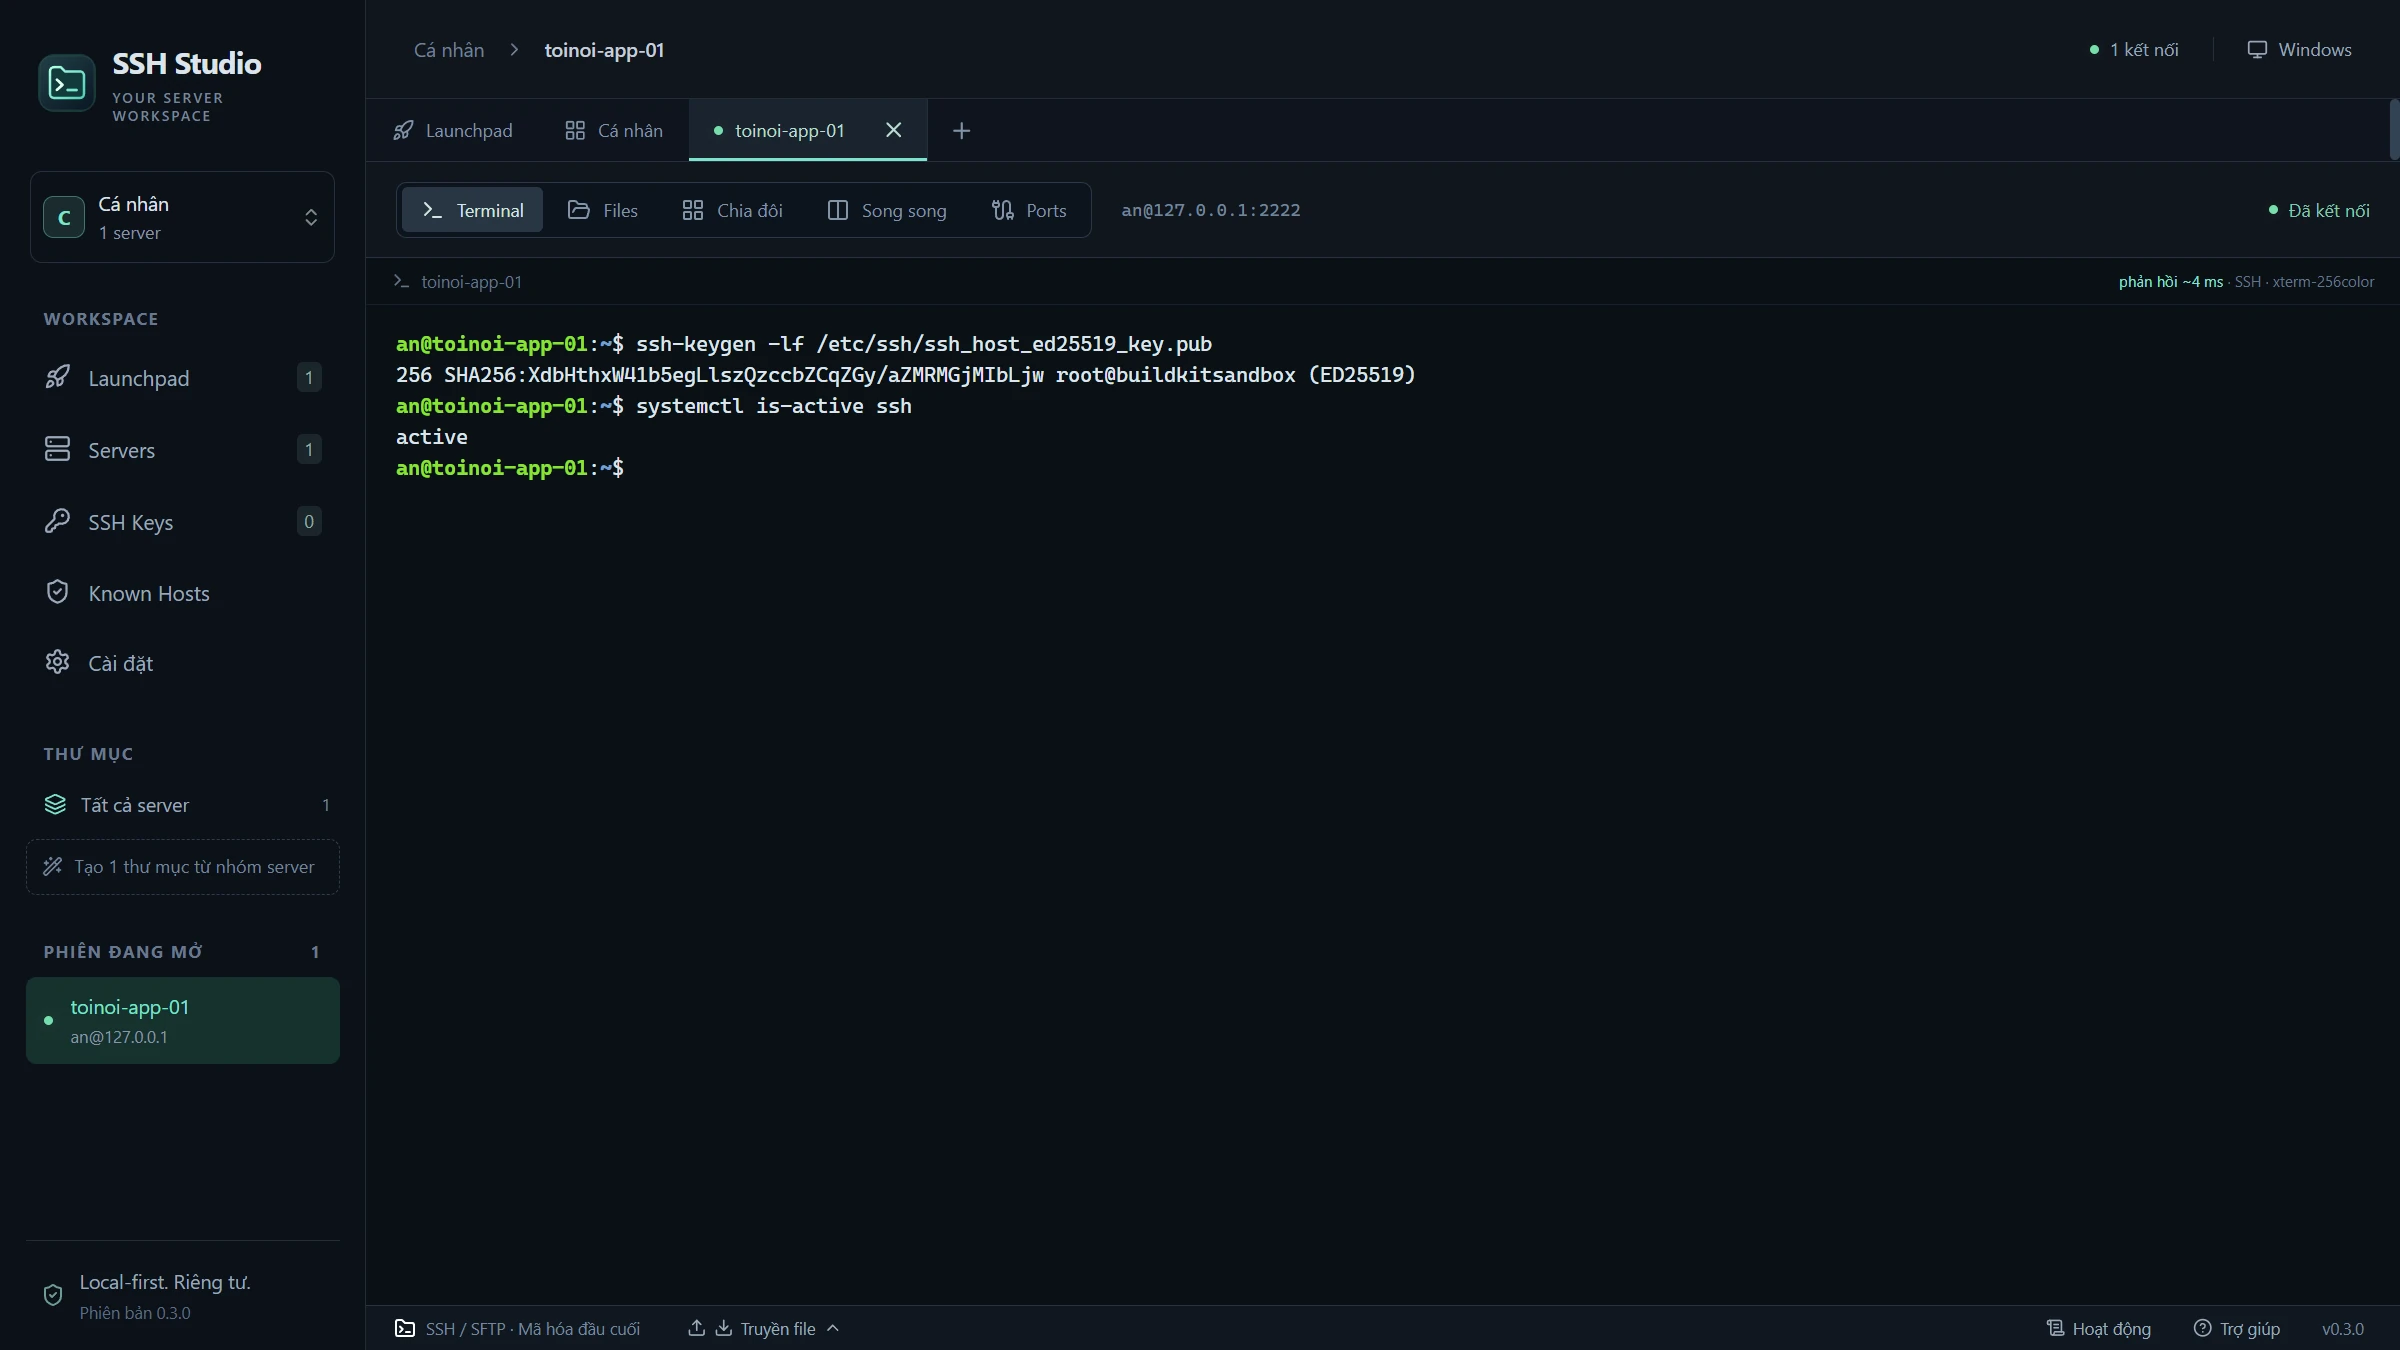 SSH Studio
YOUR SERVER
WORKSPACE
C
Cá nhân
1 server
WORKSPACE
Launchpad 1
Servers 1
SSH Keys 0
Known Hosts
Cài đặt
THƯ MỤC
Tất cả server 1
Tạo 1 thư mục từ nhóm server
PHIÊN ĐANG MỞ 1
toinoi-app-01
an@127.0.0.1
Local-first. Riêng tư.
Phiên bản 0.3.0
Cá nhân > toinoi-app-01
1 kết nối
Windows
Launchpad
Cá nhân
toinoi-app-01
Terminal
Files
Chia đôi
Song song
Ports
an@127.0.0.1:2222
Đã kết nối
toinoi-app-01
phản hồi ~4 ms · SSH · xterm-256color
an@toinoi-app-01:~$ ssh-keygen -lf /etc/ssh/ssh_host_ed25519_key.pub
256 SHA256:XdbHthxW41b5egLlszQzccbZCqZGy/aZMRMGjMIbLjw root@buildkitsandbox (ED25519)
an@toinoi-app-01:~$ systemctl is-active ssh
active
an@toinoi-app-01:~$
SSH / SFTP · Mã hóa đầu cuối
Truyền file
Hoạt động
Trợ giúp
v0.3.0